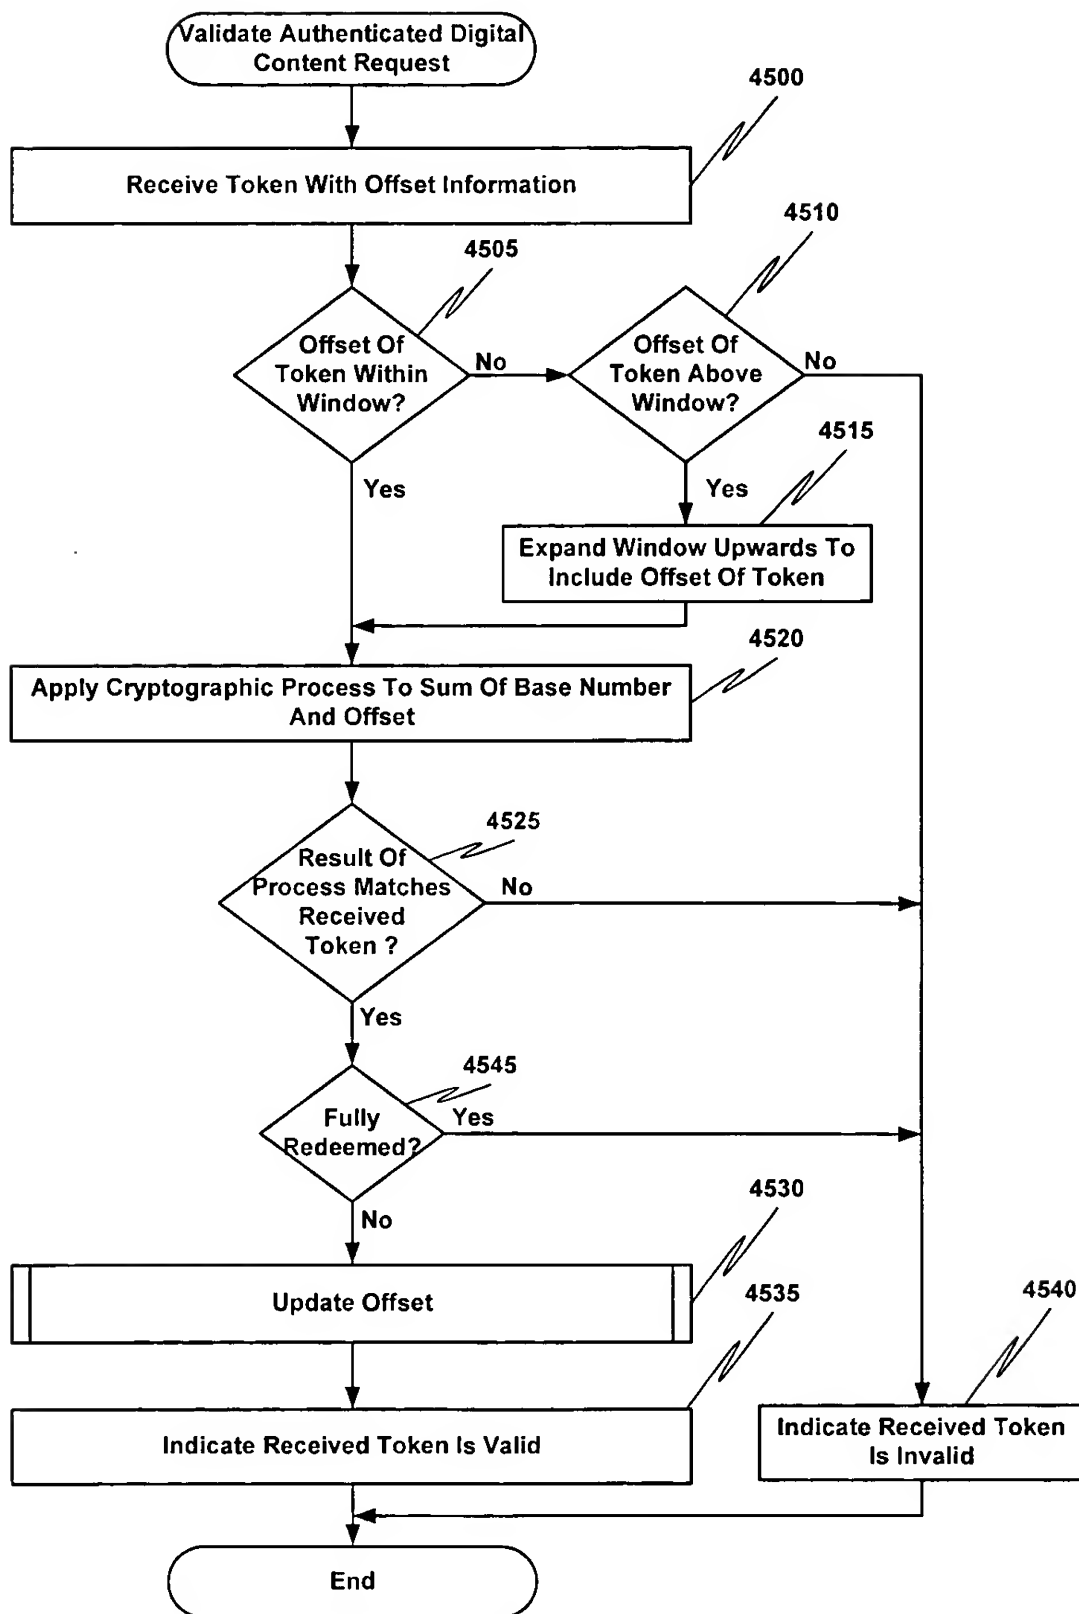 Validate Authenticated Digital
Content Request
4500
Receive Token With Offset Information
4510
4505
Offset Of
Token Within
Window?
No
Offset Of
Token Above
Window?
No
4515
Yes
Yes
Expand Window Upwards To
Include Offset Of Token
4520
Apply Cryptographic Process To Sum Of Base Number
And Offset
4525
Result Of
Process Matches
Received
Token ?
No
Yes
4545
Fully
Redeemed?
Yes
4530
No
Update Offset
4535
4540
Indicate Received Token Is Valid
Indicate Received Token
Is Invalid
End